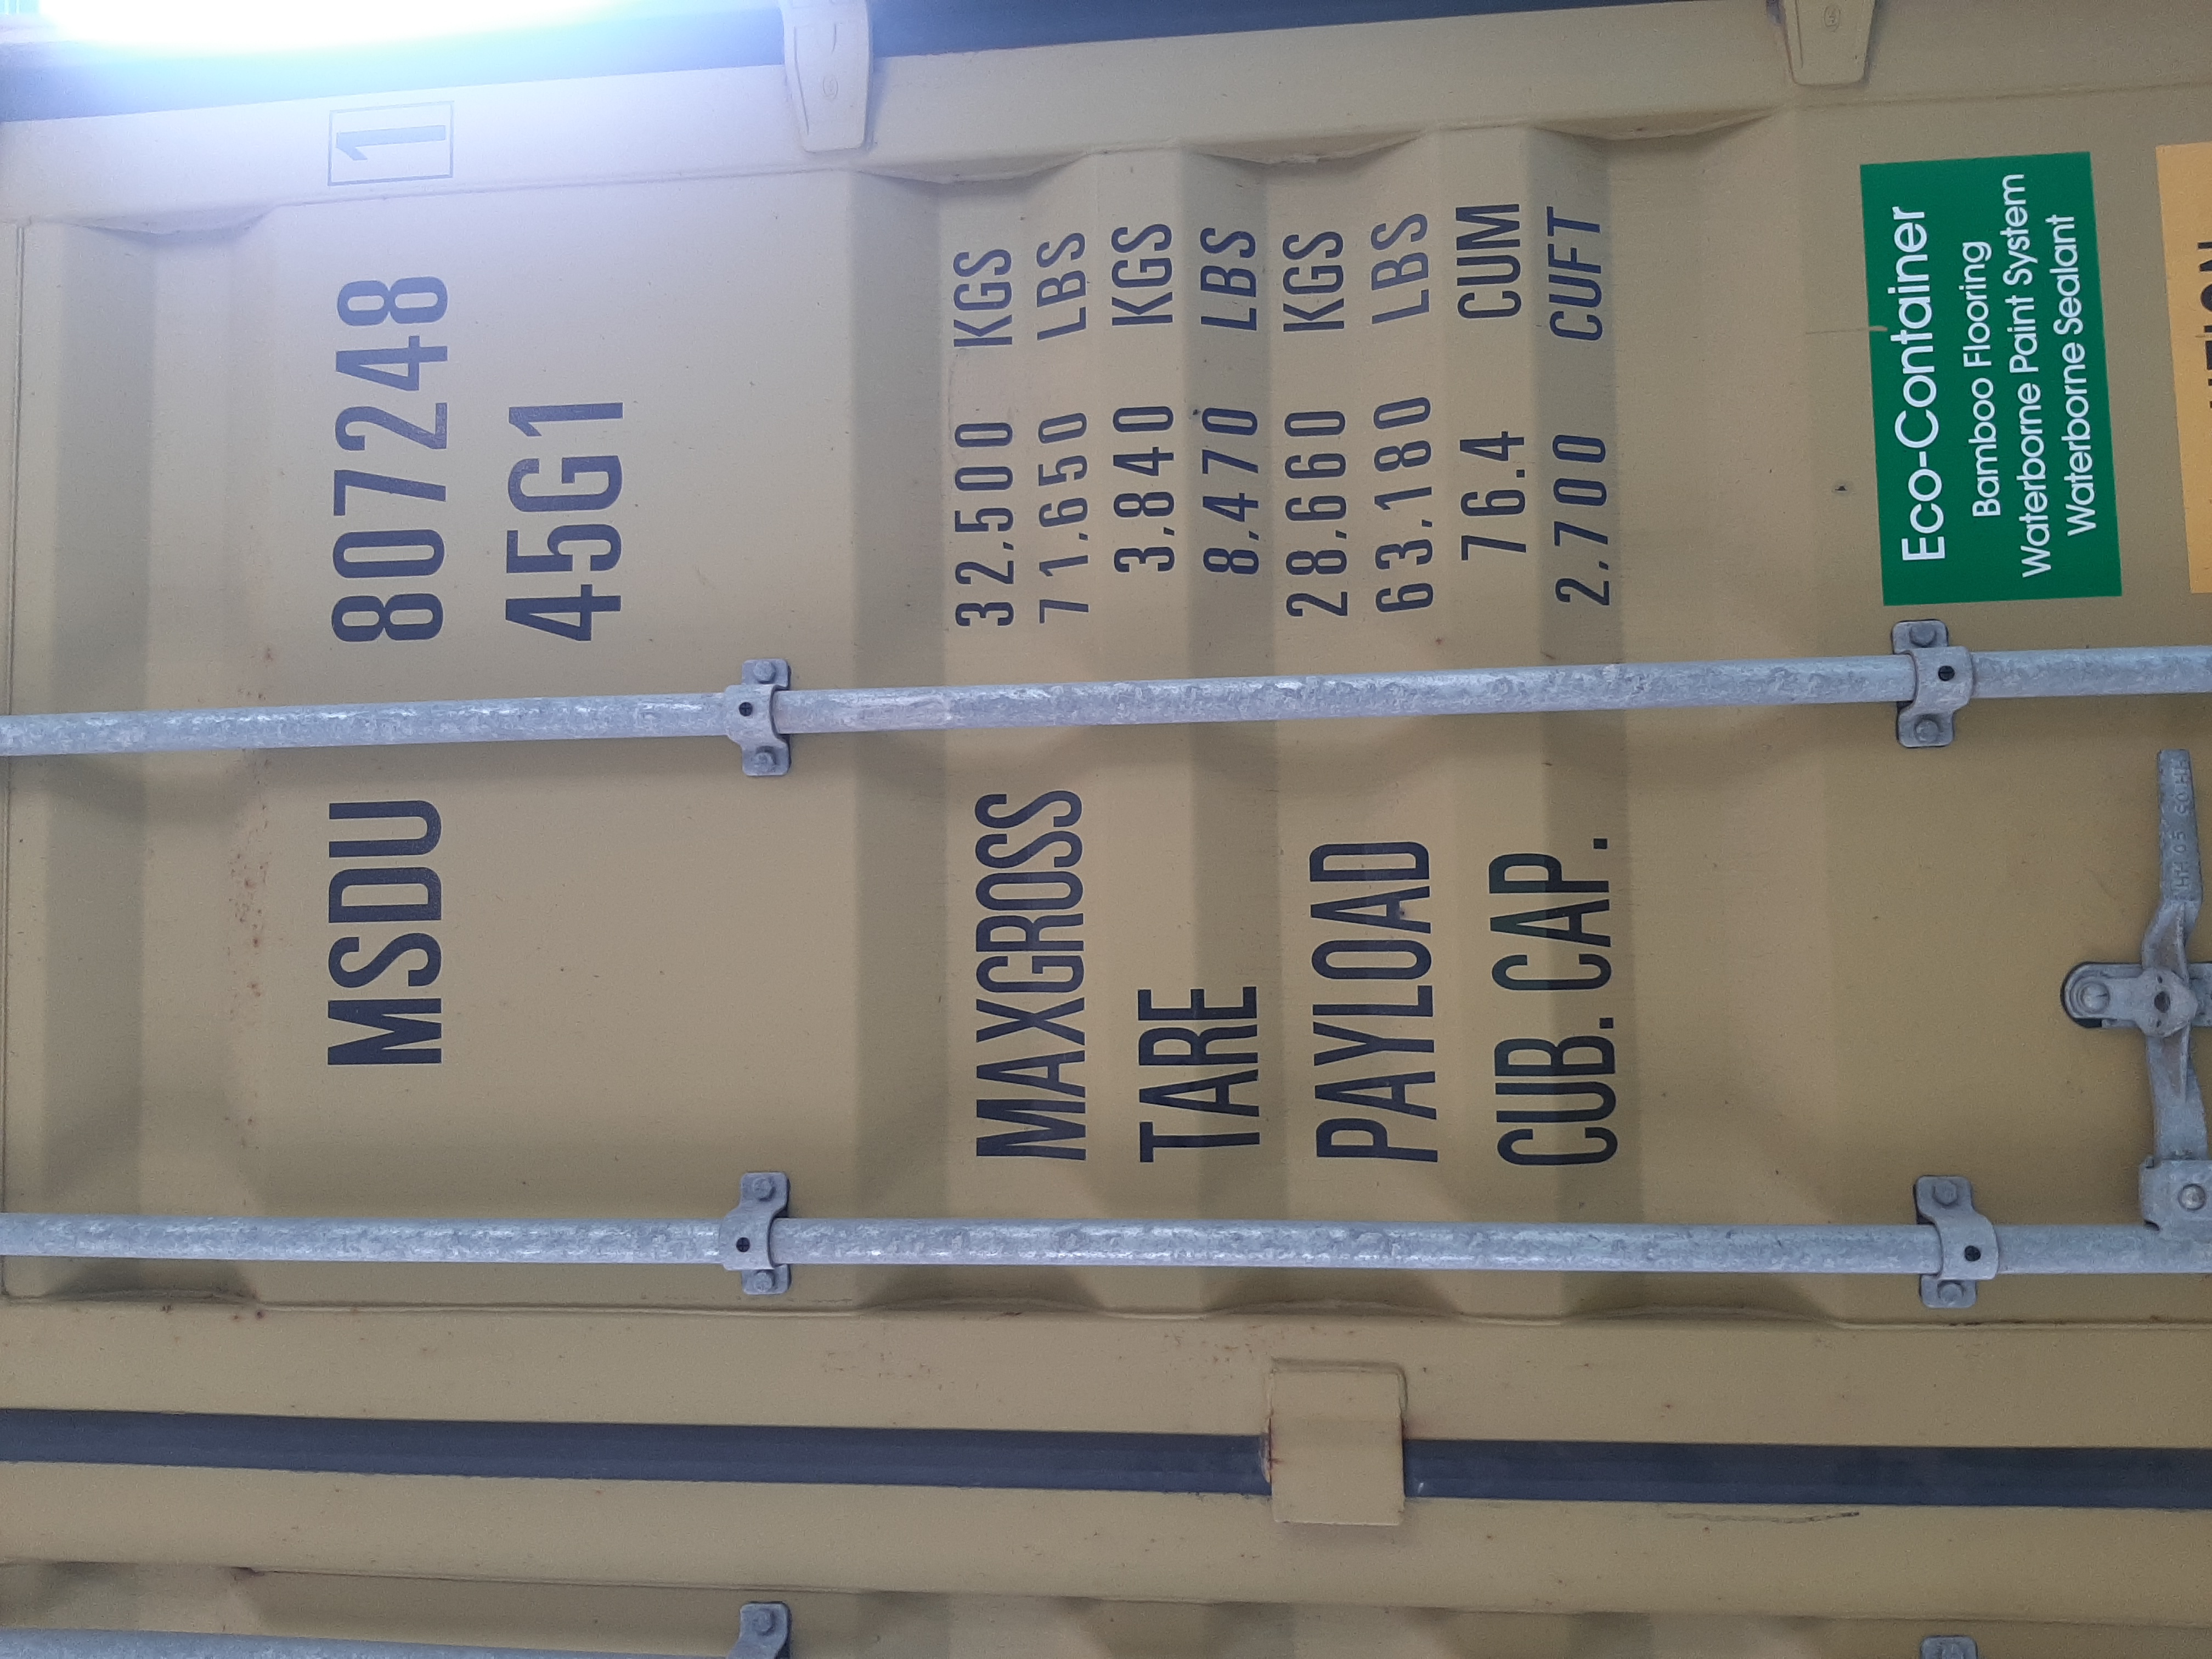 MSDU 807248 1
45G1
MAXGROSS 32,500 KGS
71,650 LBS
TARE 3,840 KGS
8,470 LBS
PAYLOAD 28,660 KGS
63,180 LBS
CUB. CAP. 76.4 CUM
2,700 CUFT
Eco-Container
Bamboo Flooring
Waterborne Paint System
Waterborne Sealant